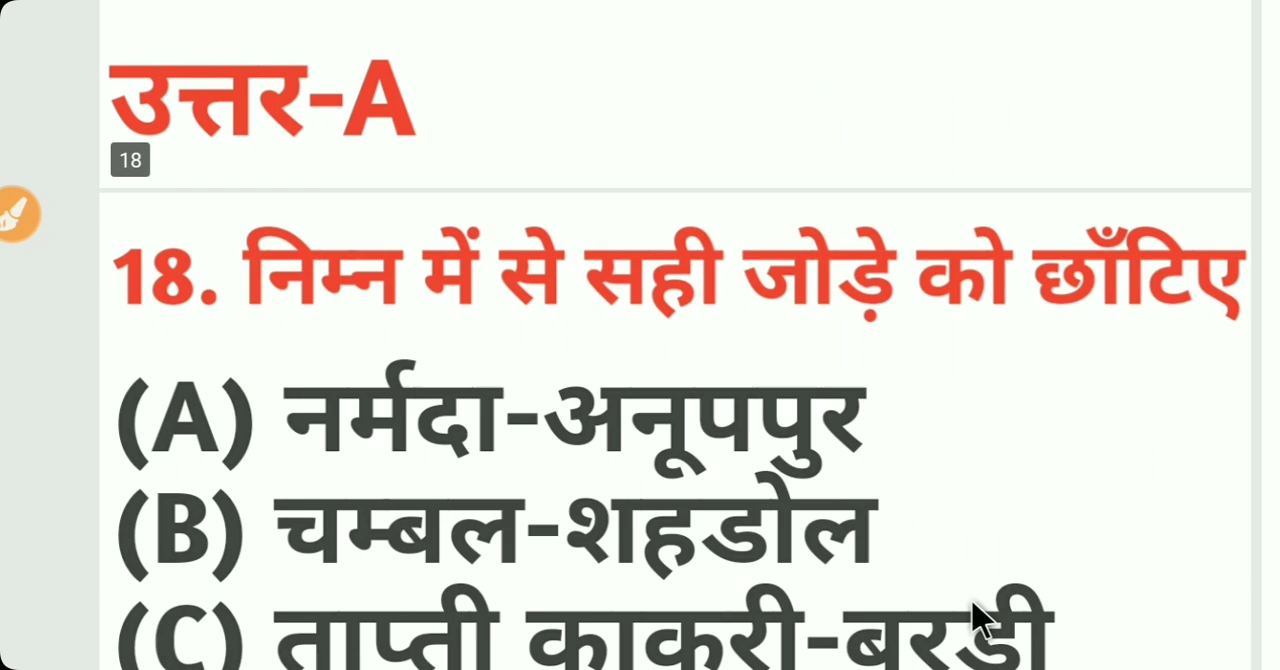 उत्तर-A
18
18. निम्न में से सही जोड़े को छाँटिए
(A) नर्मदा-अनूपपुर
(B) चम्बल-शहडोल
(C) ताप्ती काकरी-बरडी